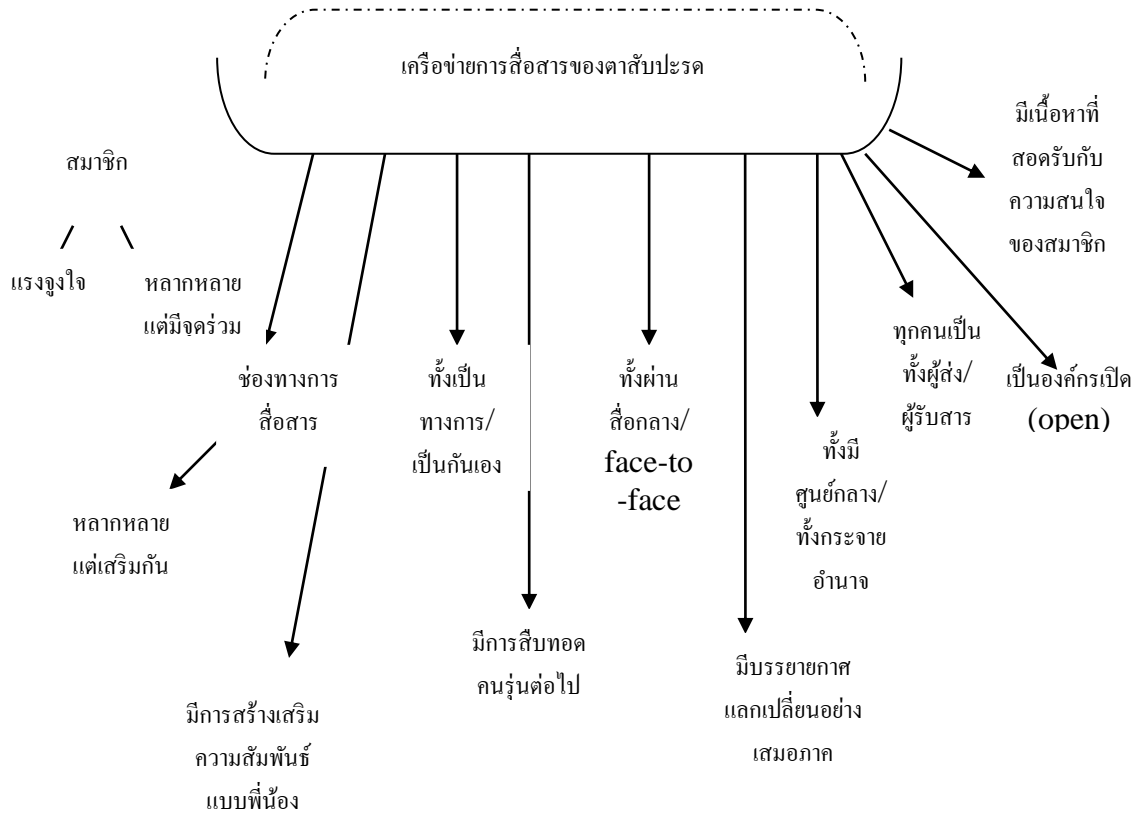 เครือข่ายการสื่อสารของตาสับปะรด
สมาชิก
แรงจูงใจ
หลากหลาย
แต่มีจุดร่วม
ช่องทางการ
สื่อสาร
หลากหลาย
แต่เสริมกัน
มีการสร้างเสริม
ความสัมพันธ์
แบบพี่น้อง
ทั้งเป็น
ทางการ/
เป็นกันเอง
มีการสืบทอด
คนรุ่นต่อไป
ทั้งผ่าน
สื่อกลาง/
face-to
-face
มีบรรยายกาศ
แลกเปลี่ยนอย่าง
เสมอภาค
ทั้งมี
ศูนย์กลาง/
ทั้งกระจาย
อำนาจ
ทุกคนเป็น
ทั้งผู้ส่ง/
ผู้รับสาร
เป็นองค์กรเปิด
(open)
มีเนื้อหาที่
สอดรับกับ
ความสนใจ
ของสมาชิก